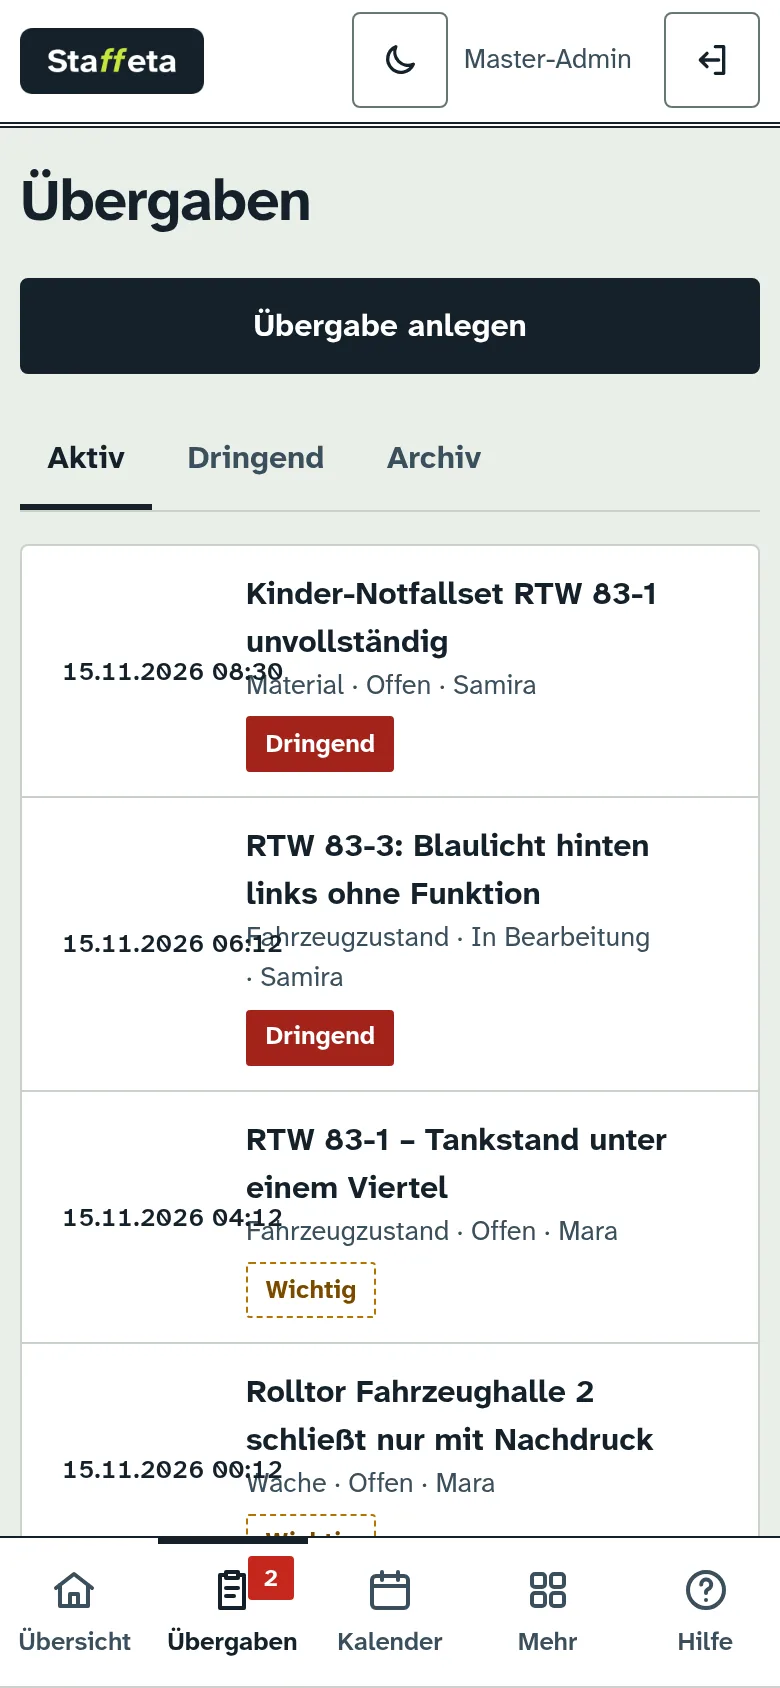 Staffeta
Master-Admin
Übergaben
Übergabe anlegen
Aktiv
Dringend
Archiv
15.11.2026 08:30
Kinder-Notfallset RTW 83-1
unvollständig
Material · Offen · Samira
Dringend
15.11.2026 06:12
RTW 83-3: Blaulicht hinten
links ohne Funktion
Fahrzeugzustand · In Bearbeitung
· Samira
Dringend
15.11.2026 04:12
RTW 83-1 – Tankstand unter
einem Viertel
Fahrzeugzustand · Offen · Mara
Wichtig
15.11.2026 00:12
Rolltor Fahrzeughalle 2
schließt nur mit Nachdruck
Wache · Offen · Mara
Wichtig
2
Übersicht
Übergaben
Kalender
Mehr
Hilfe